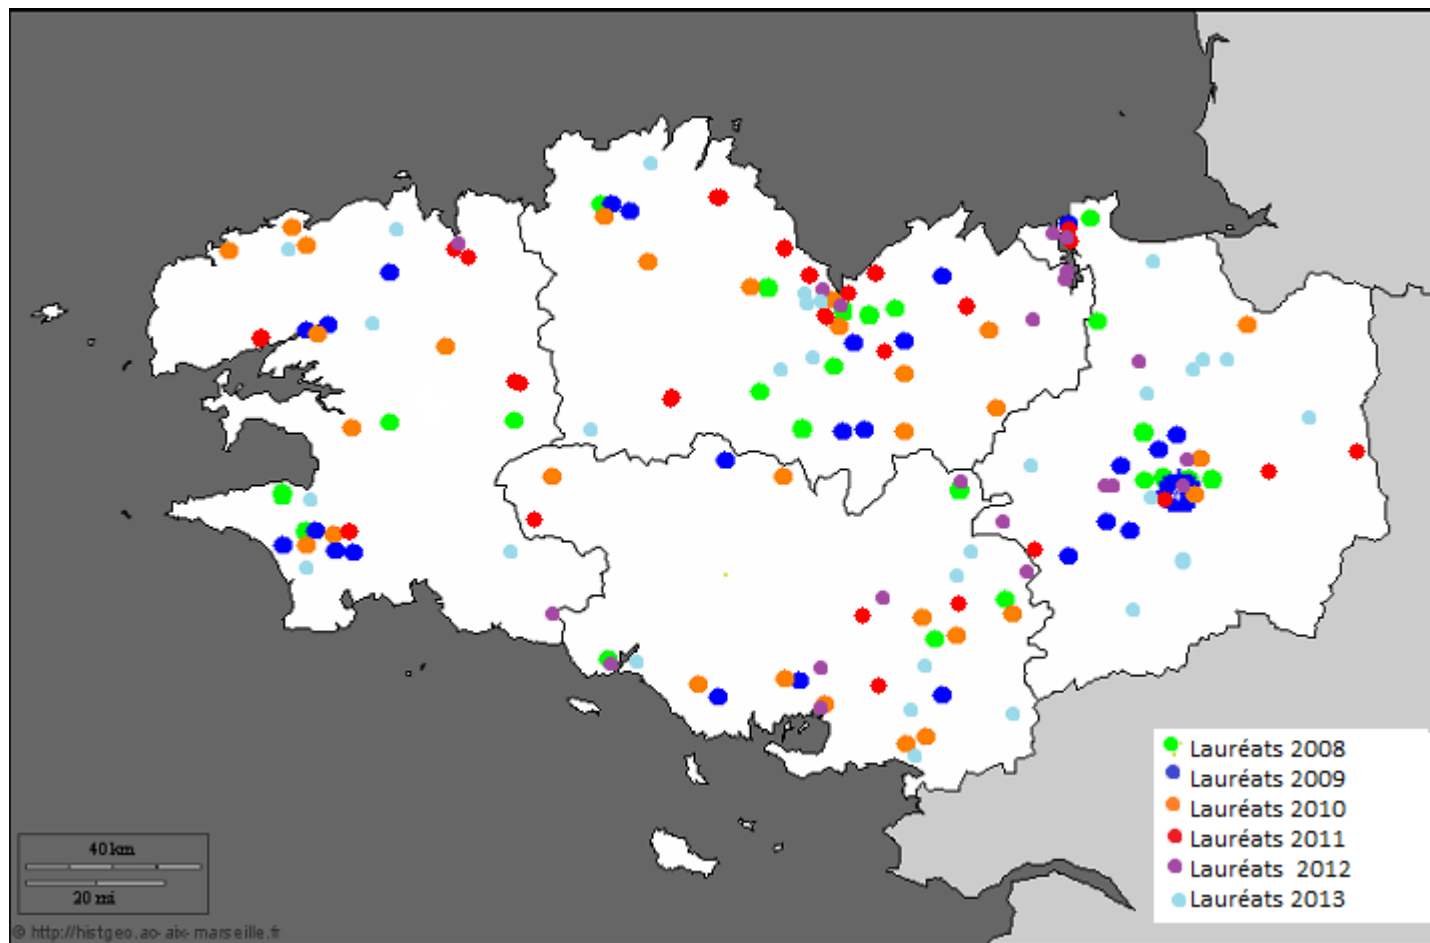 Lauréats 2008
Lauréats 2009
Lauréats 2010
Lauréats 2011
Lauréats 2012
Lauréats 2013
40 km
20 mi
© http://histgeo.ac-aix-marseille.fr